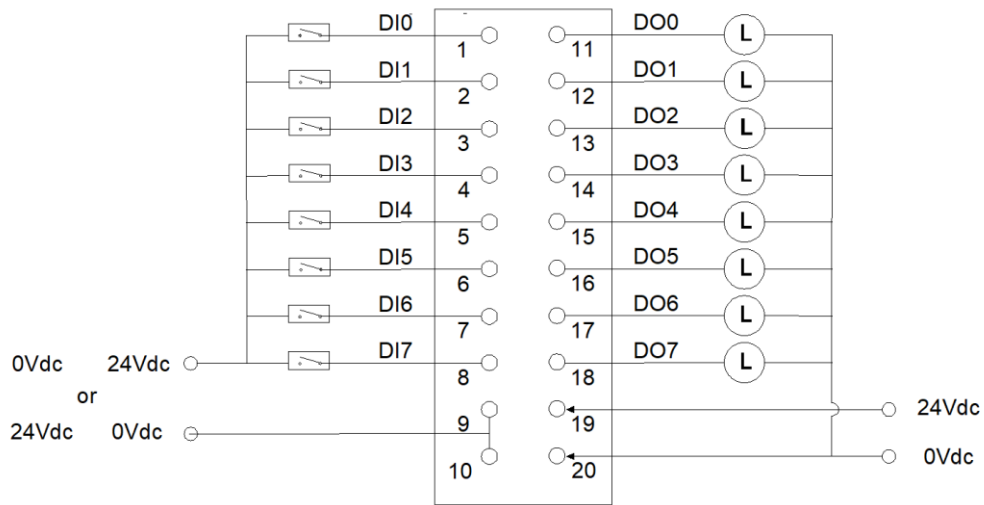 DI0 1 11 DO0 L
DI1 2 12 DO1 L
DI2 3 13 DO2 L
DI3 4 14 DO3 L
DI4 5 15 DO4 L
DI5 6 16 DO5 L
DI6 7 17 DO6 L
0Vdc 24Vdc DI7 8 18 DO7 L
or
24Vdc 0Vdc 9 19 24Vdc
10 20 0Vdc